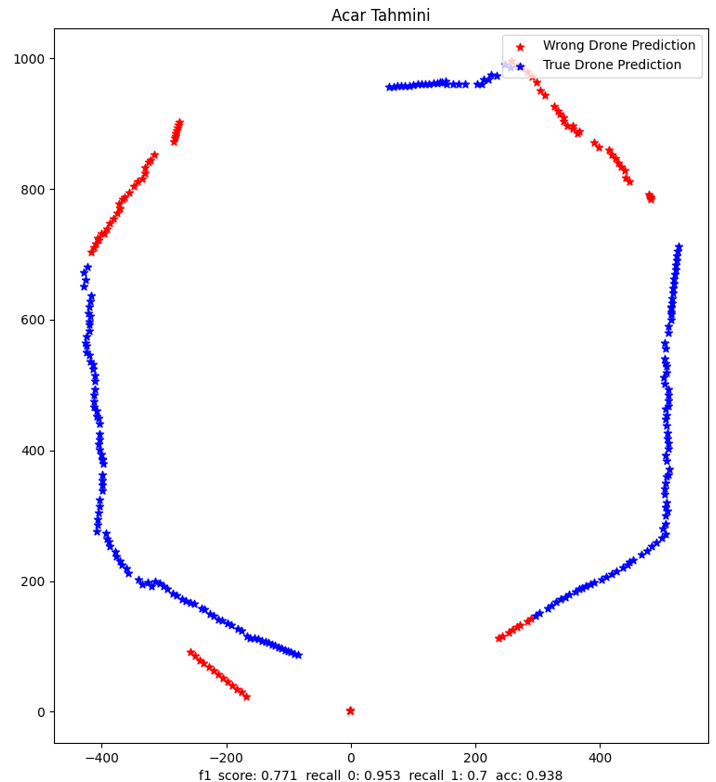 Acar Tahmini
Wrong Drone Prediction
True Drone Prediction
1000
800
600
400
200
0
−400 −200 0 200 400
f1_score: 0.771 recall_0: 0.953 recall_1: 0.7 acc: 0.938